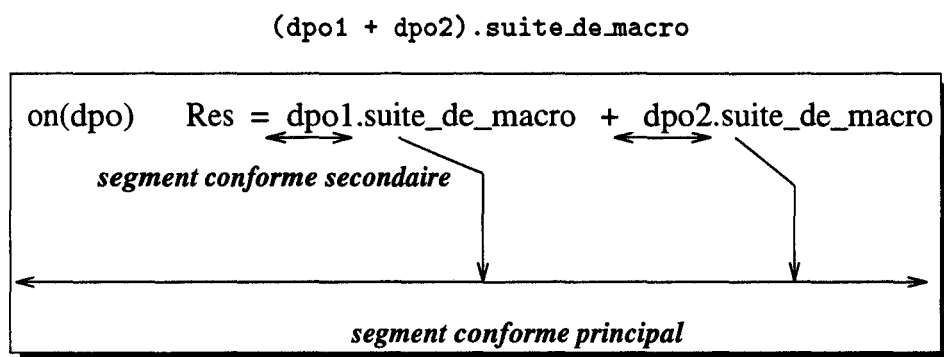 (dpo1 + dpo2).suite_de_macro
on(dpo) Res = dpo1.suite_de_macro + dpo2.suite_de_macro
segment conforme secondaire
segment conforme principal